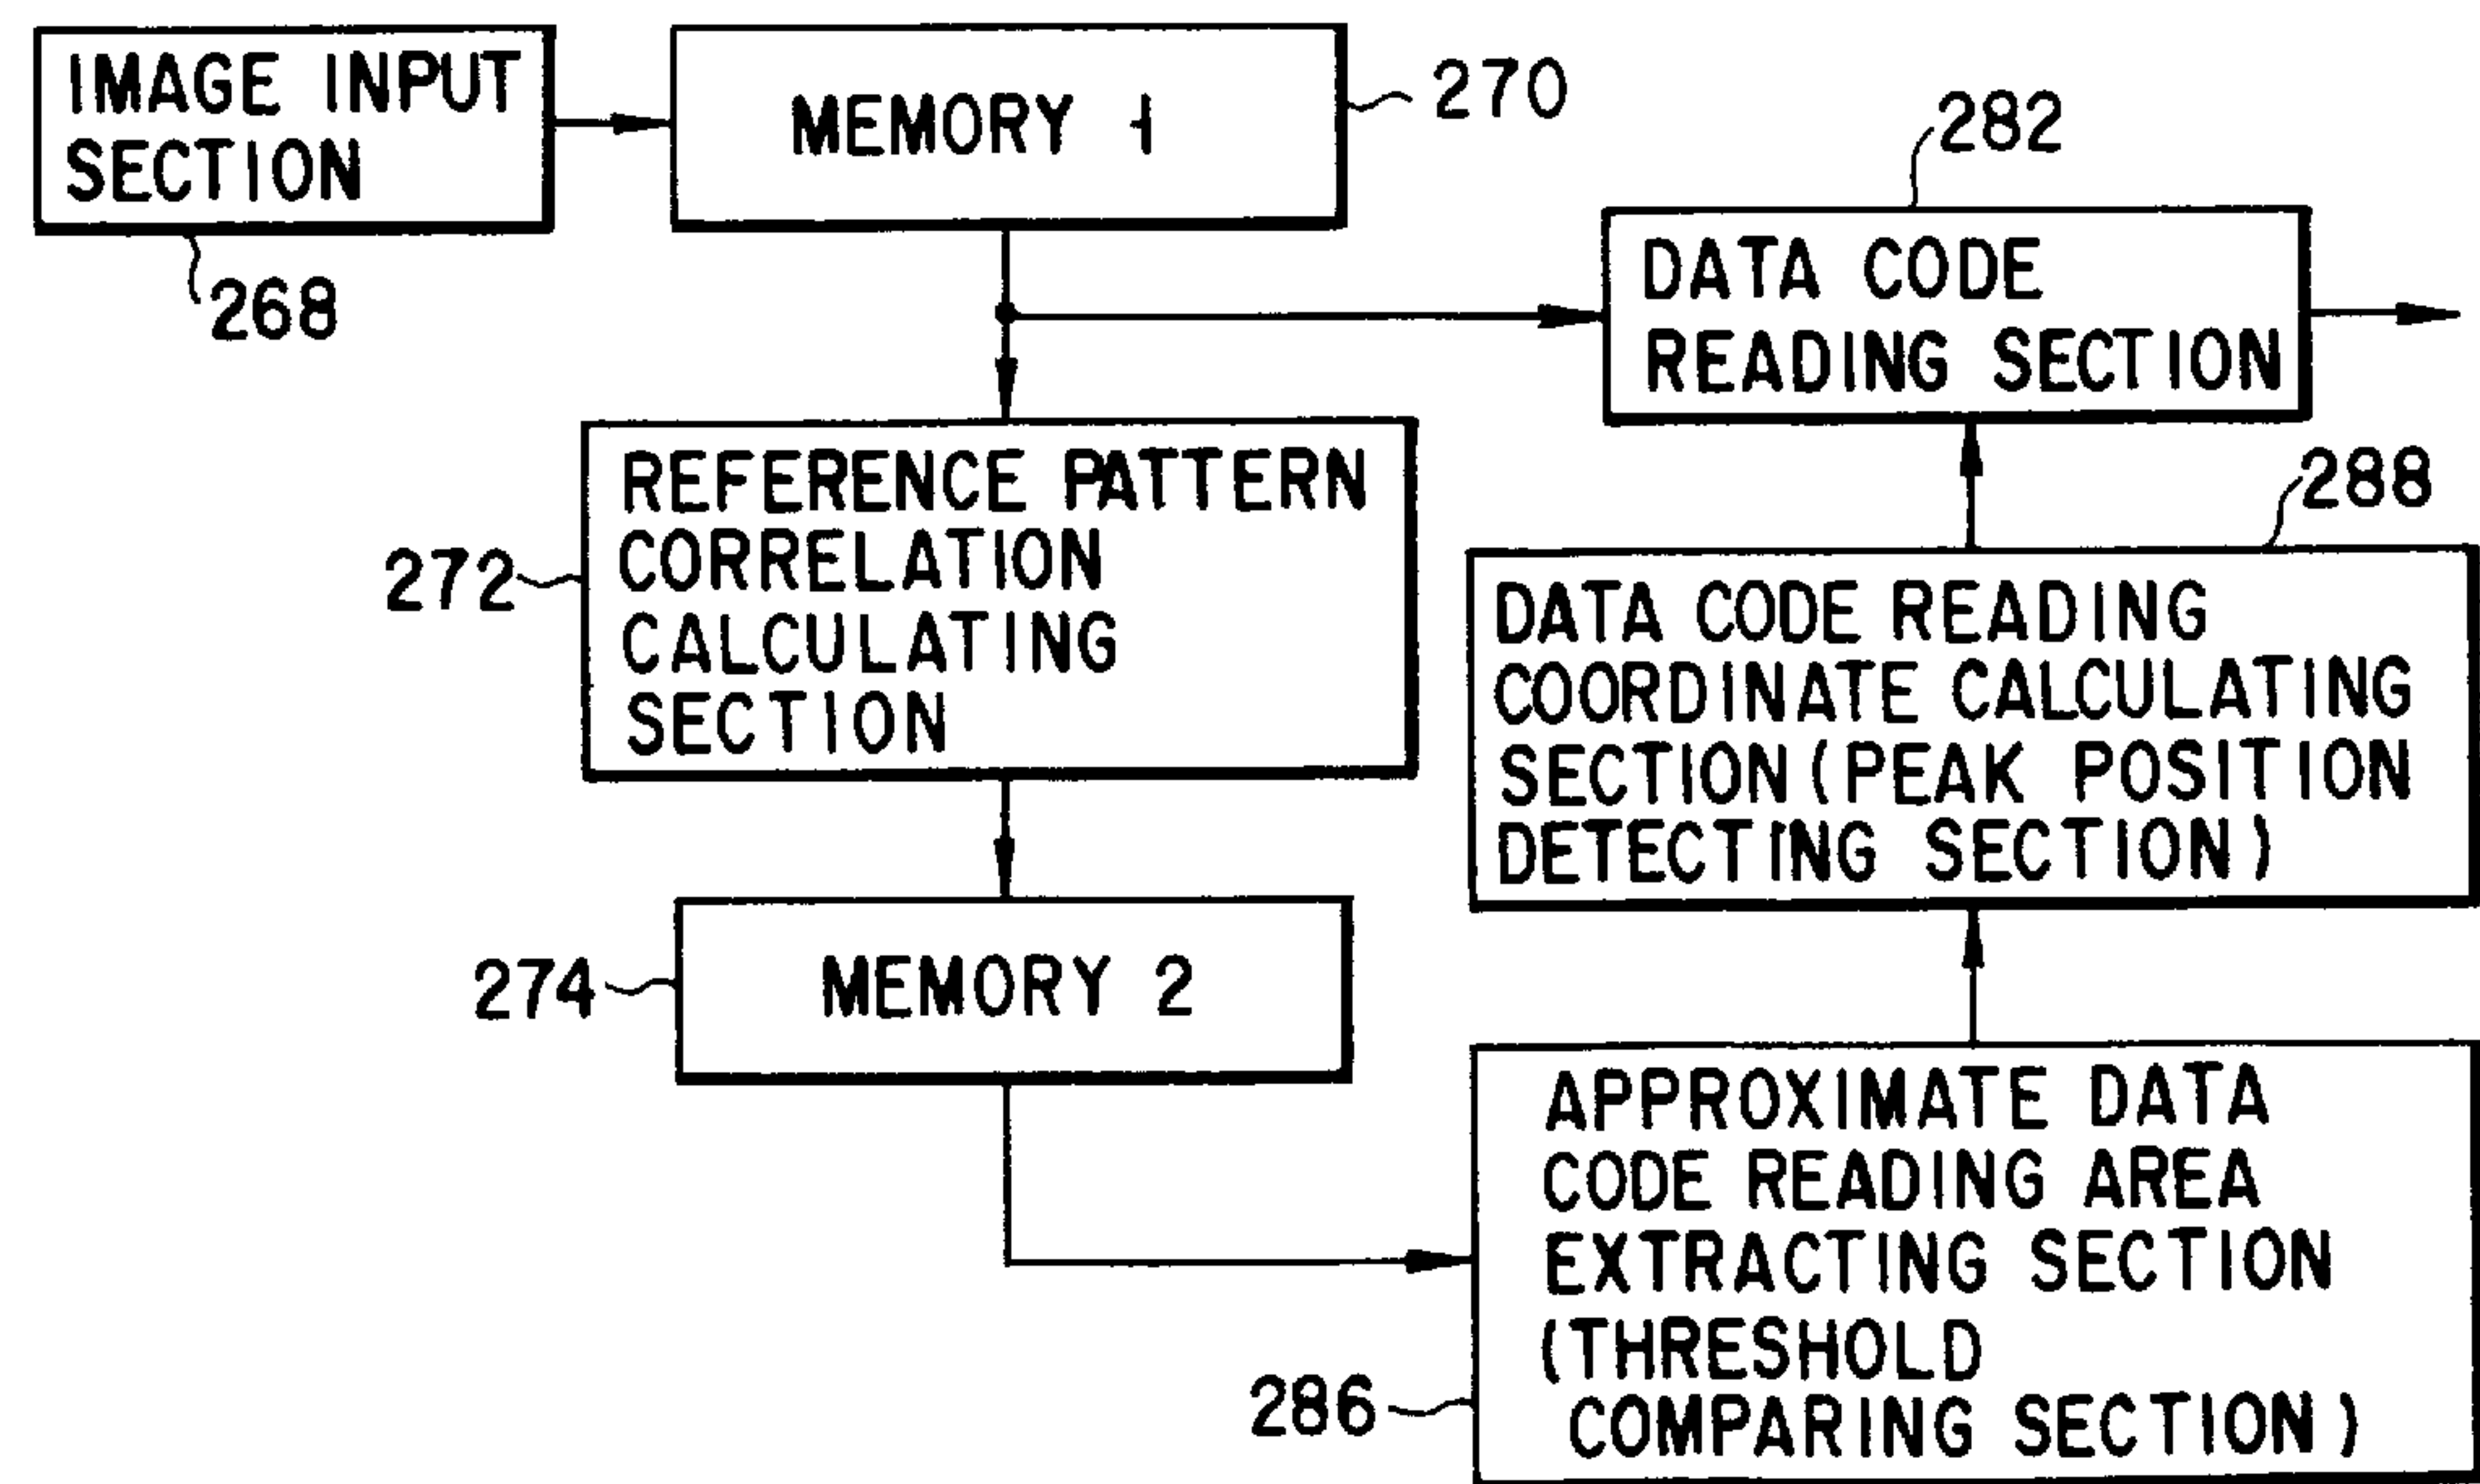 IMAGE INPUT
SECTION
268
MEMORY 1
270
282
DATA CODE
READING SECTION
272
REFERENCE PATTERN
CORRELATION
CALCULATING
SECTION
288
DATA CODE READING
COORDINATE CALCULATING
SECTION(PEAK POSITION
DETECTING SECTION)
274
MEMORY 2
286
APPROXIMATE DATA
CODE READING AREA
EXTRACTING SECTION
(THRESHOLD
COMPARING SECTION)